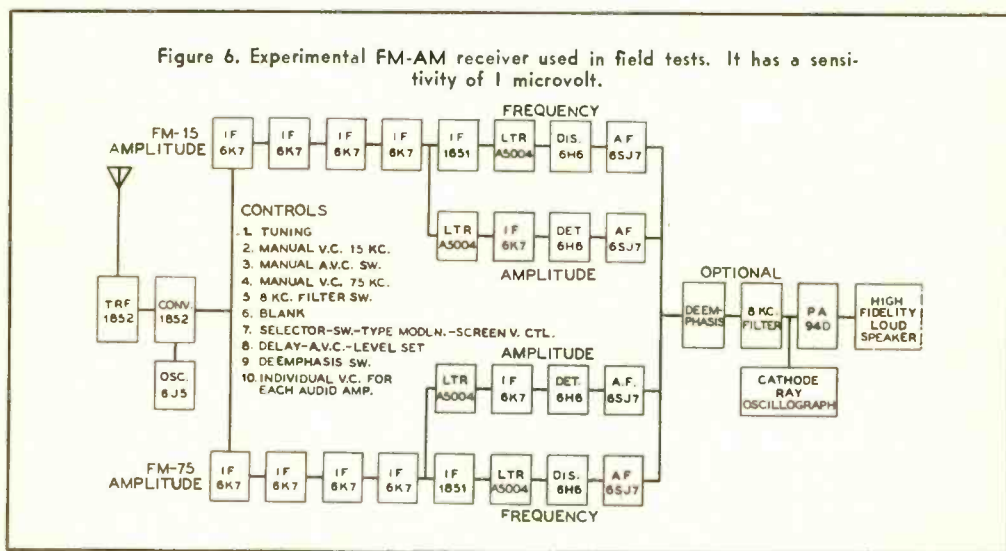 Figure 6. Experimental FM-AM receiver used in field tests. It has a sensi-
tivity of 1 microvolt.
FREQUENCY
FM-15
AMPLITUDE
IF
6K7
IF
6K7
IF
6K7
IF
6K7
IF
1851
LTR
A5004
DIS.
6H6
A.F.
6SJ7
CONTROLS
1. TUNING
2. MANUAL V.C. 15 KC.
3. MANUAL A.V.C. SW.
4. MANUAL V.C. 75 KC.
5 8 KC. FILTER SW.
6. BLANK
7. SELECTOR-SW.-TYPE MODLN.-SCREEN V. CTL.
8. DELAY-A.V.C.-LEVEL SET
9 DEEMPHASIS SW.
10. INDIVIDUAL V.C. FOR
EACH AUDIO AMP.
LTR
A5004
IF
6K7
DET
6H6
AF
6SJ7
AMPLITUDE
TRF
1852
CONV.
1852
OSC.
6J5
OPTIONAL
DEEM-
PHASIS
8 KC.
FILTER
PA
94D
HIGH
FIDELITY
LOUD
SPEAKER
CATHODE
RAY
OSCILLOGRAPH
AMPLITUDE
LTR
A5004
IF
6K7
DET.
6H6
A.F.
6SJ7
FM-75
AMPLITUDE
IF
6K7
IF
6K7
IF
6K7
IF
6K7
IF
1851
LTR
A5004
DIS.
6H6
AF
6SJ7
FREQUENCY